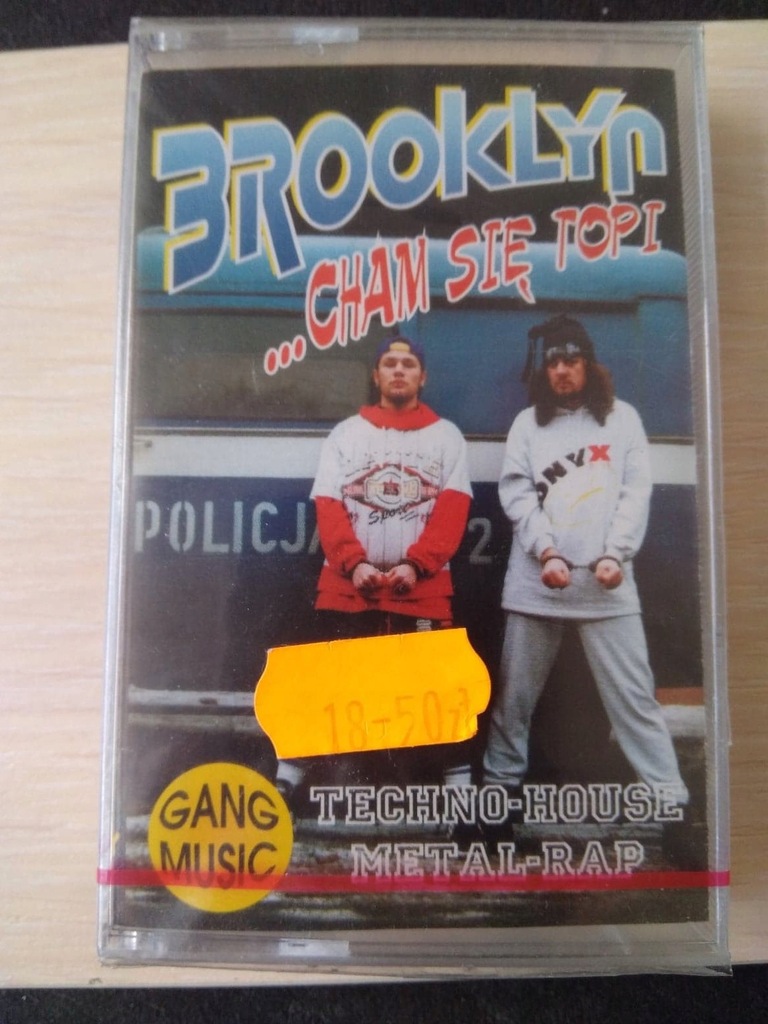 BROOKLYN
...CHAM SIĘ TOPI
ONYX
POLICJA 2
18-50zł
GANG
MUSIC
TECHNO-HOUSE
METAL-RAP